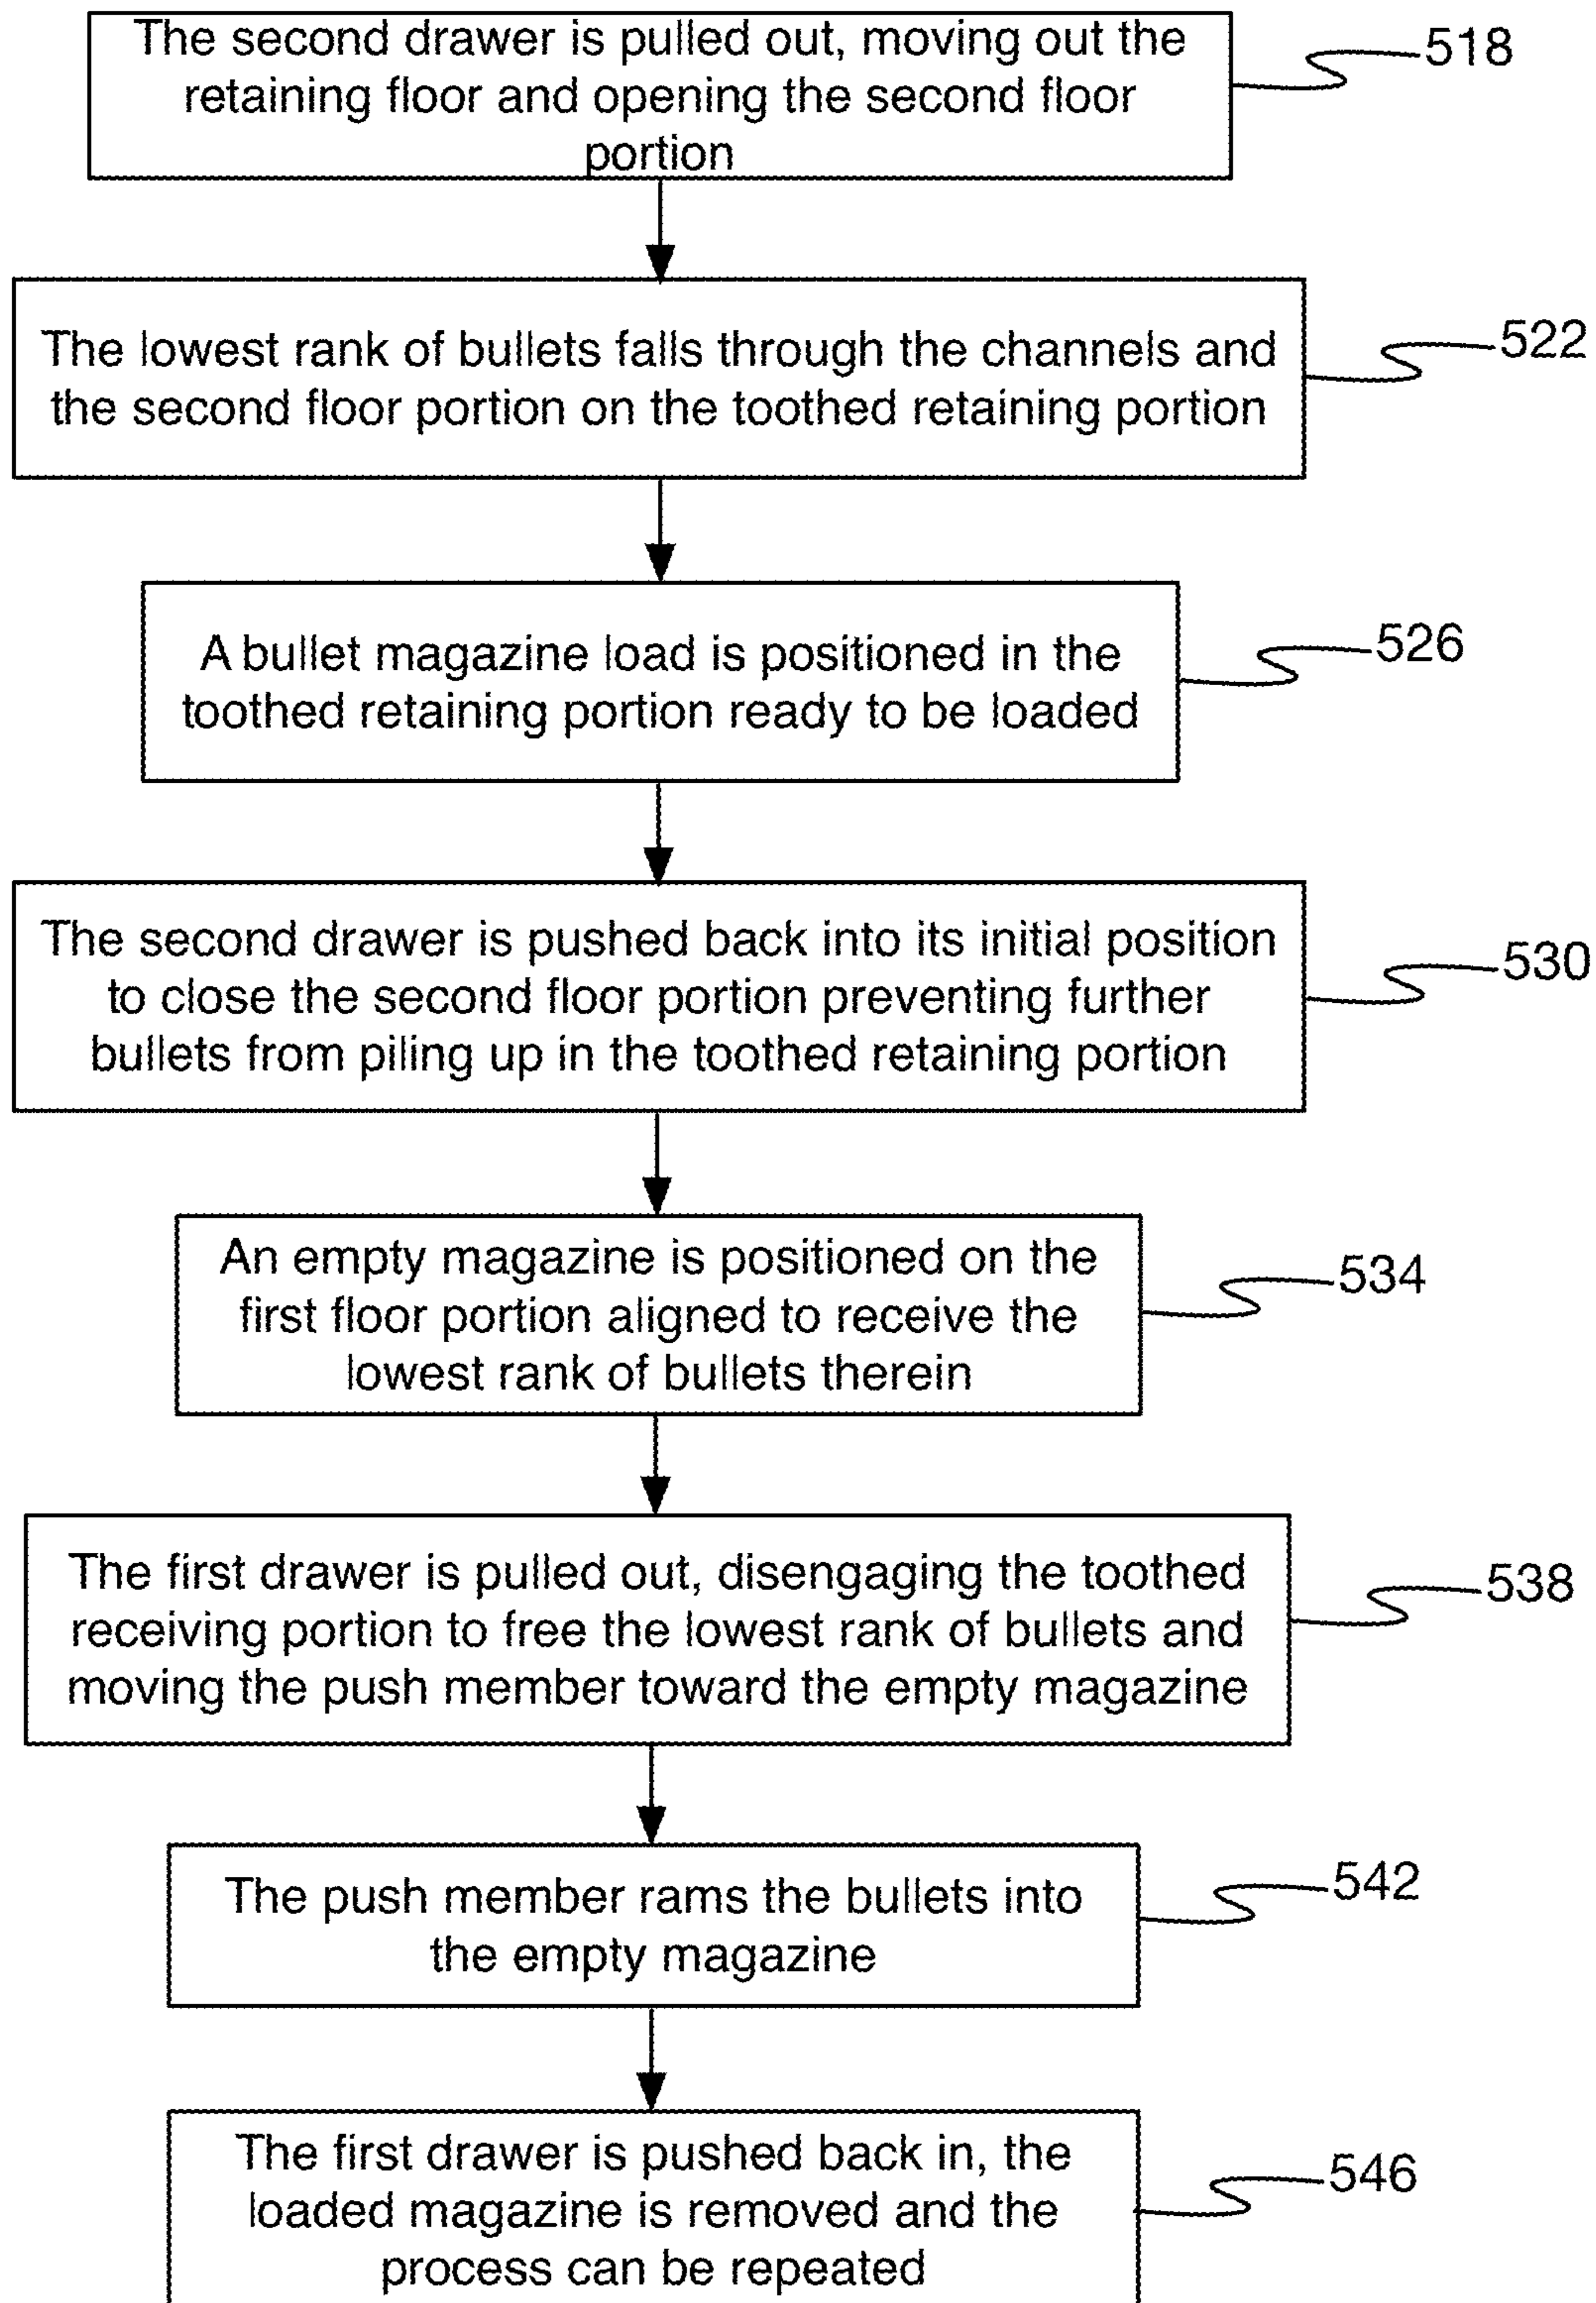 The second drawer is pulled out, moving out the
retaining floor and opening the second floor
portion
518
The lowest rank of bullets falls through the channels and
the second floor portion on the toothed retaining portion
522
A bullet magazine load is positioned in the
toothed retaining portion ready to be loaded
526
The second drawer is pushed back into its initial position
to close the second floor portion preventing further
bullets from piling up in the toothed retaining portion
530
An empty magazine is positioned on the
first floor portion aligned to receive the
lowest rank of bullets therein
534
The first drawer is pulled out, disengaging the toothed
receiving portion to free the lowest rank of bullets and
moving the push member toward the empty magazine
538
The push member rams the bullets into
the empty magazine
542
The first drawer is pushed back in, the
loaded magazine is removed and the
process can be repeated
546